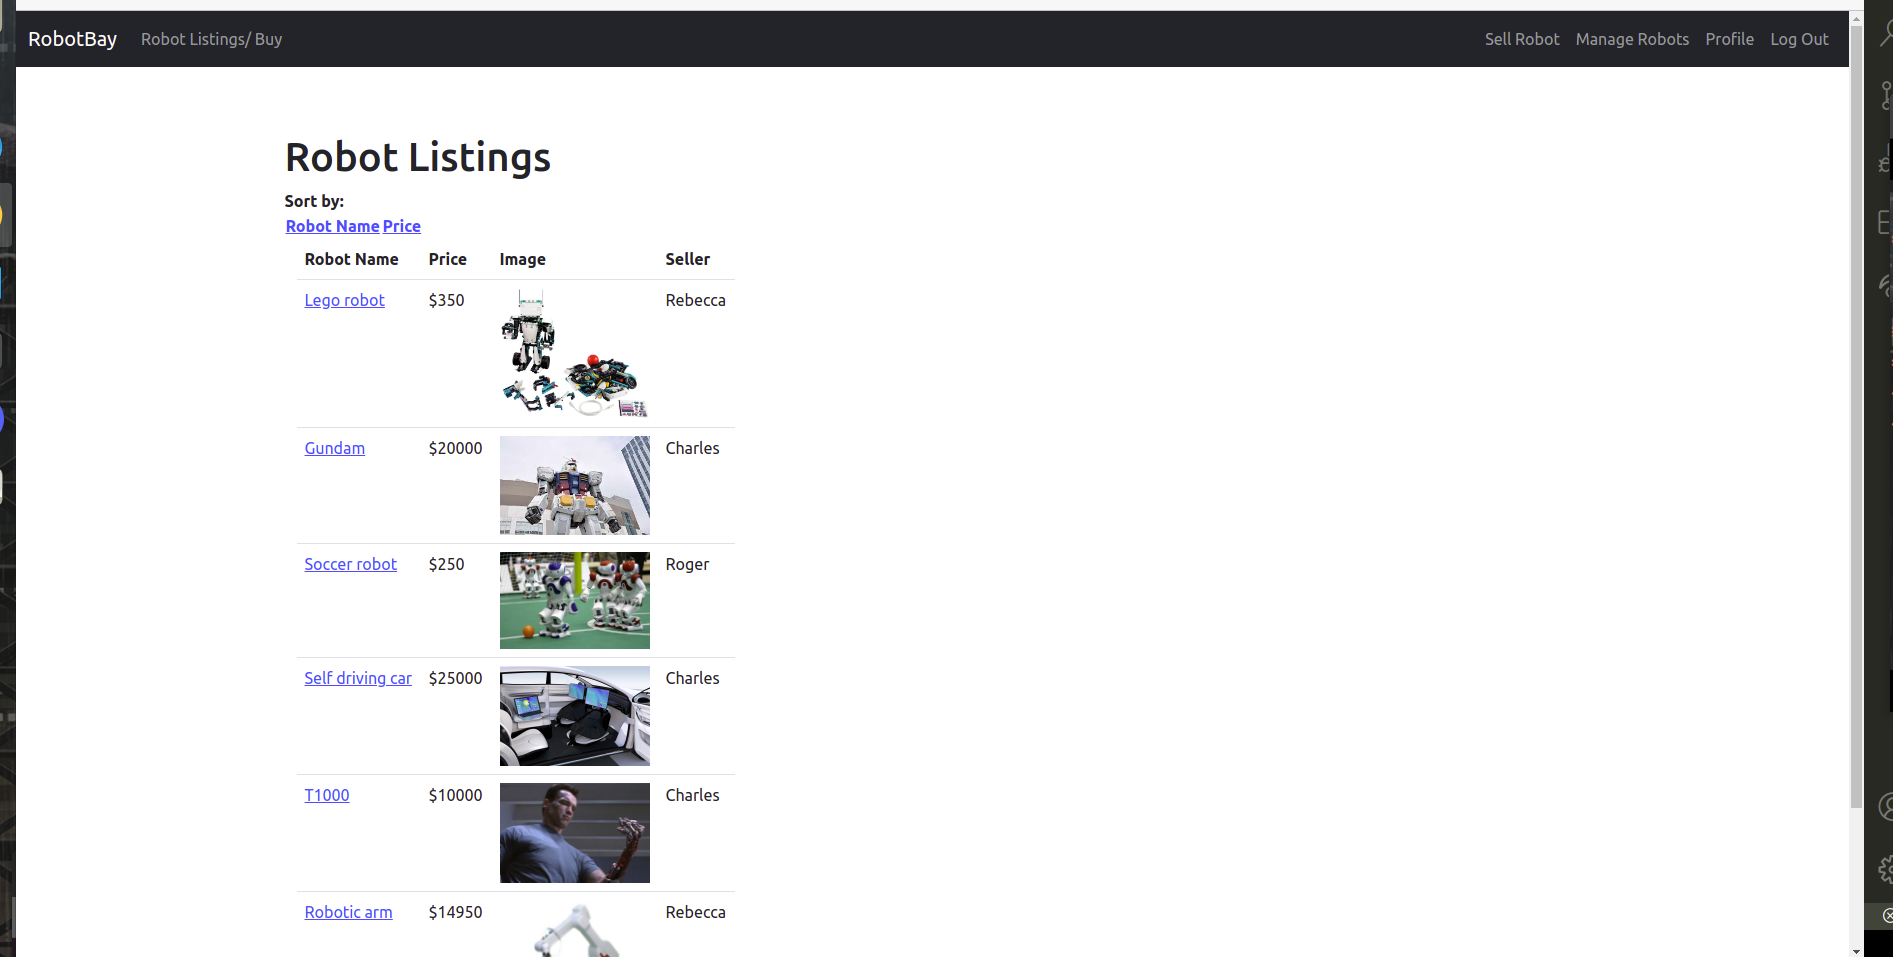 RobotBay Robot Listings/ Buy Sell Robot Manage Robots Profile Log Out
Robot Listings
Sort by:
Robot Name Price
Robot Name Price Image Seller
Lego robot $350 Rebecca
Gundam $20000 Charles
Soccer robot $250 Roger
Self driving car $25000 Charles
T1000 $10000 Charles
Robotic arm $14950 Rebecca